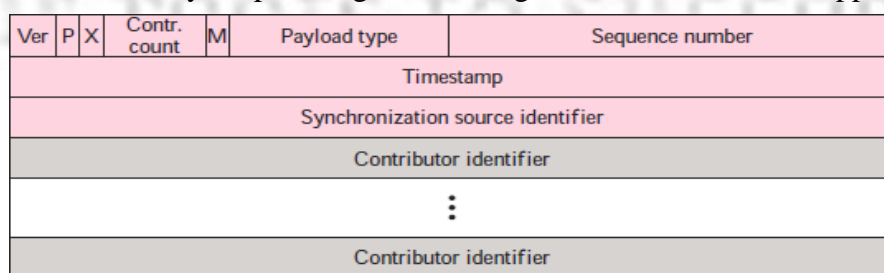 Ver P X Contr. count M Payload type Sequence number
Timestamp
Synchronization source identifier
Contributor identifier
Contributor identifier